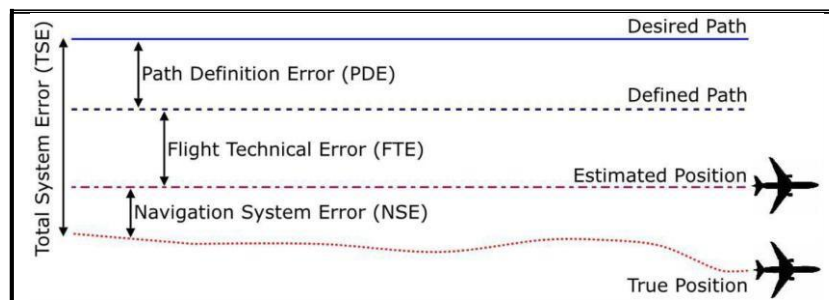 Desired Path
Path Definition Error (PDE)
Defined Path
Flight Technical Error (FTE)
Estimated Position
Navigation System Error (NSE)
True Position
Total System Error (TSE)